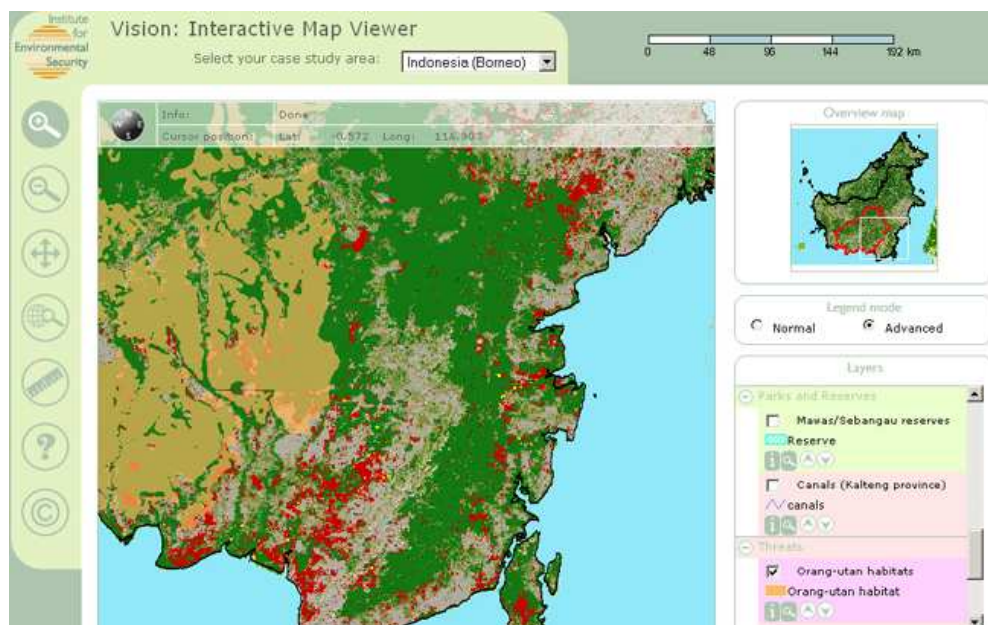 Institute
for
Environmental
Security
Vision: Interactive Map Viewer
Select your case study area: Indonesia (Borneo)
0 48 96 144 192 km
Info: Done
Cursor position: Lat: -0.572 Long:
Overview map
Legend mode
Normal Advanced
Layers
Parks and Reserves
Mawas/Sebangau reserves
Reserve
Canals (Kalteng province)
canals
Threats
Orang-utan habitats
Orang-utan habitat